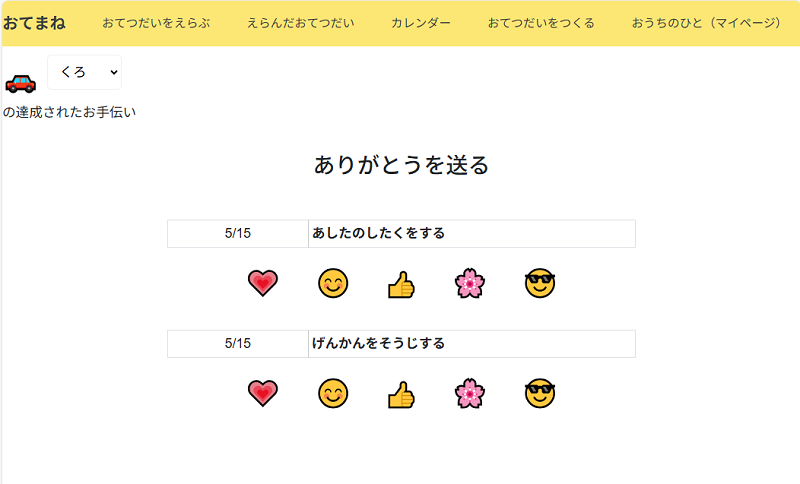 おてまね おてつだいをえらぶ えらんだおてつだい カレンダー おてつだいをつくる おうちのひと（マイページ）
くろ
の達成されたお手伝い
ありがとうを送る
5/15 あしたのしたくをする
5/15 げんかんをそうじする